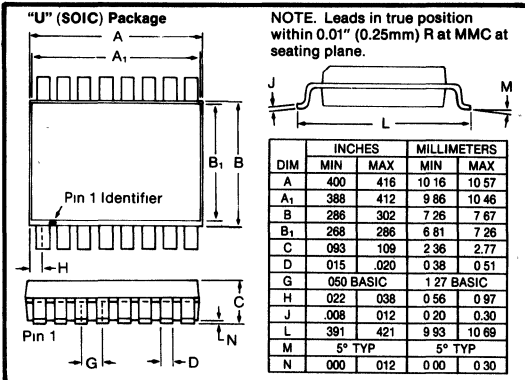 "U" (SOIC) Package
A
A1
B1
B
Pin 1 Identifier
H
C
N
Pin 1
G
D
NOTE. Leads in true position
within 0.01" (0.25mm) R at MMC at
seating plane.
J
M
L
INCHES MILLIMETERS
DIM MIN MAX MIN MAX
A 400 416 10 16 10 57
A1 388 412 9 86 10 46
B 286 302 7 26 7 67
B1 268 286 6 81 7 26
C 093 109 2 36 2.77
D 015 .020 0 38 0 51
G 050 BASIC 1 27 BASIC
H 022 038 0 56 0 97
J .008 012 0 20 0.30
L 391 421 9 93 10 69
M 5° TYP 5° TYP
N 000 012 0 00 0 30